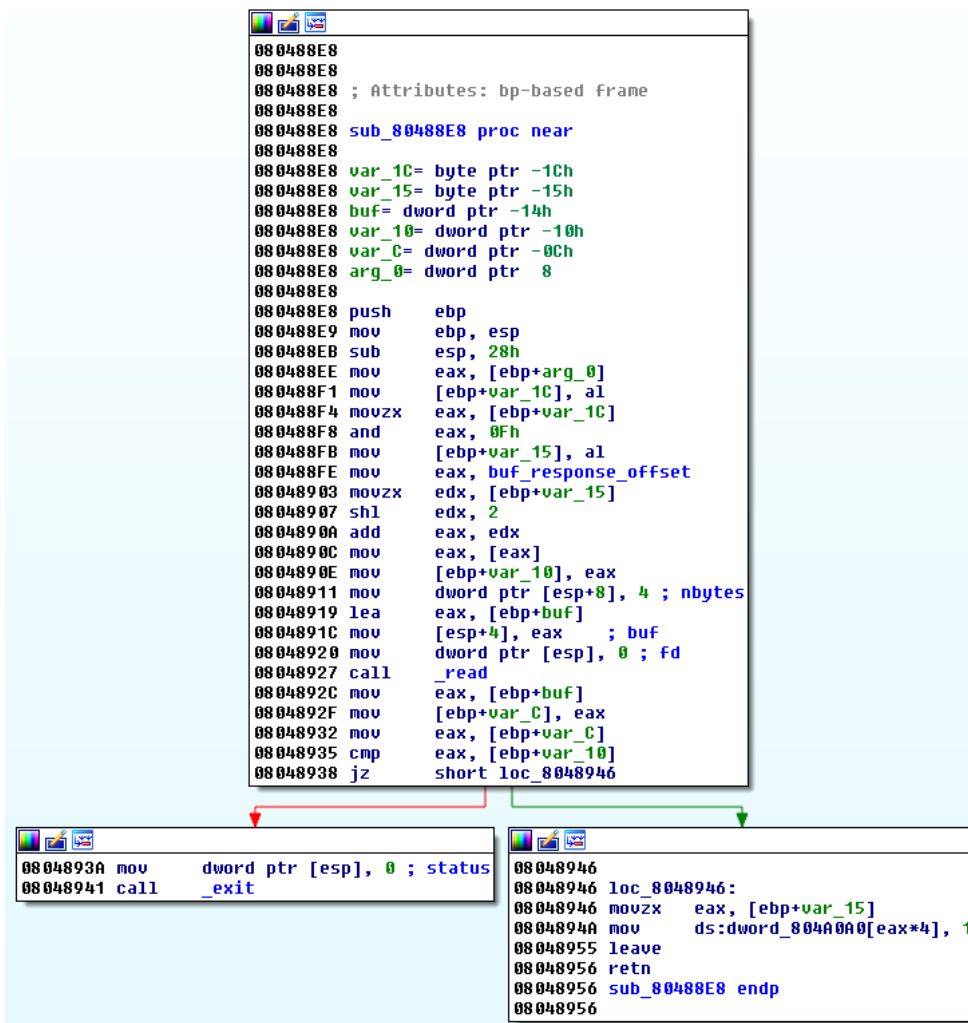 080488E8
080488E8
080488E8 ; Attributes: bp-based frame
080488E8
080488E8 sub_80488E8 proc near
080488E8
080488E8 var_1C= byte ptr -1Ch
080488E8 var_15= byte ptr -15h
080488E8 buf= dword ptr -14h
080488E8 var_10= dword ptr -10h
080488E8 var_C= dword ptr -0Ch
080488E8 arg_0= dword ptr  8
080488E8
080488E8 push    ebp
080488E9 mov     ebp, esp
080488EB sub     esp, 28h
080488EE mov     eax, [ebp+arg_0]
080488F1 mov     [ebp+var_1C], al
080488F4 movzx   eax, [ebp+var_1C]
080488F8 and     eax, 0Fh
080488FB mov     [ebp+var_15], al
080488FE mov     eax, buf_response_offset
08048903 movzx   edx, [ebp+var_15]
08048907 shl     edx, 2
0804890A add     eax, edx
0804890C mov     eax, [eax]
0804890E mov     [ebp+var_10], eax
08048911 mov     dword ptr [esp+8], 4 ; nbytes
08048919 lea     eax, [ebp+buf]
0804891C mov     [esp+4], eax    ; buf
08048920 mov     dword ptr [esp], 0 ; fd
08048927 call    _read
0804892C mov     eax, [ebp+buf]
0804892F mov     [ebp+var_C], eax
08048932 mov     eax, [ebp+var_C]
08048935 cmp     eax, [ebp+var_10]
08048938 jz      short loc_8048946
0804893A mov     dword ptr [esp], 0 ; status
08048941 call    _exit
08048946
08048946 loc_8048946:
08048946 movzx   eax, [ebp+var_15]
0804894A mov     ds:dword_804A0A0[eax*4], 1
08048955 leave
08048956 retn
08048956 sub_80488E8 endp
08048956